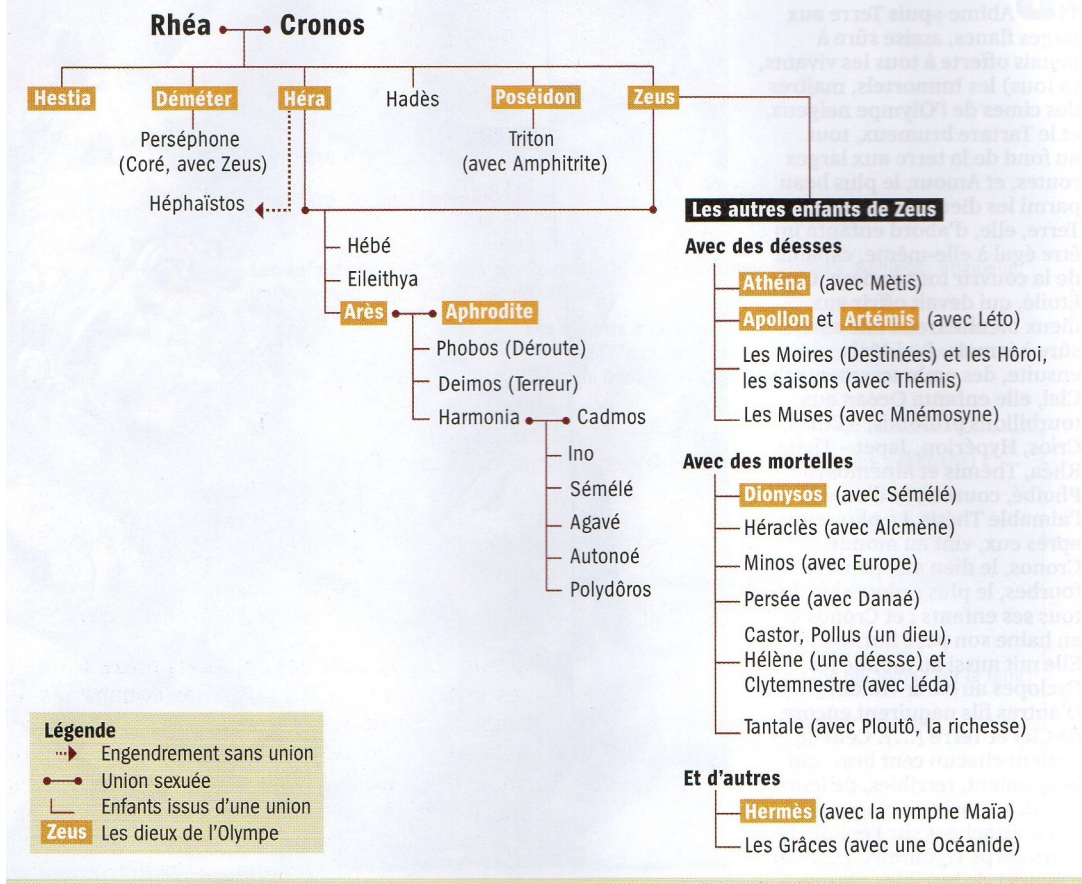 Rhéa Cronos
Hestia Déméter Héra Hadès Poséidon Zeus
Perséphone
(Coré, avec Zeus)
Triton
(avec Amphitrite)
Héphaïstos
Hébé
Eileithya
Arès Aphrodite
Phobos (Déroute)
Deimos (Terreur)
Harmonia Cadmos
Ino
Sémélé
Agavé
Autonoé
Polydôros
Les autres enfants de Zeus
Avec des déesses
Athéna (avec Mètis)
Apollon et Artémis (avec Léto)
Les Moires (Destinées) et les Hôroi,
les saisons (avec Thémis)
Les Muses (avec Mnémosyne)
Avec des mortelles
Dionysos (avec Sémélé)
Héraclès (avec Alcmène)
Minos (avec Europe)
Persée (avec Danaé)
Castor, Pollus (un dieu),
Hélène (une déesse) et
Clytemnestre (avec Léda)
Tantale (avec Ploutô, la richesse)
Et d'autres
Hermès (avec la nymphe Maïa)
Les Grâces (avec une Océanide)
Légende
Engendrement sans union
Union sexuée
Enfants issus d'une union
Zeus Les dieux de l'Olympe